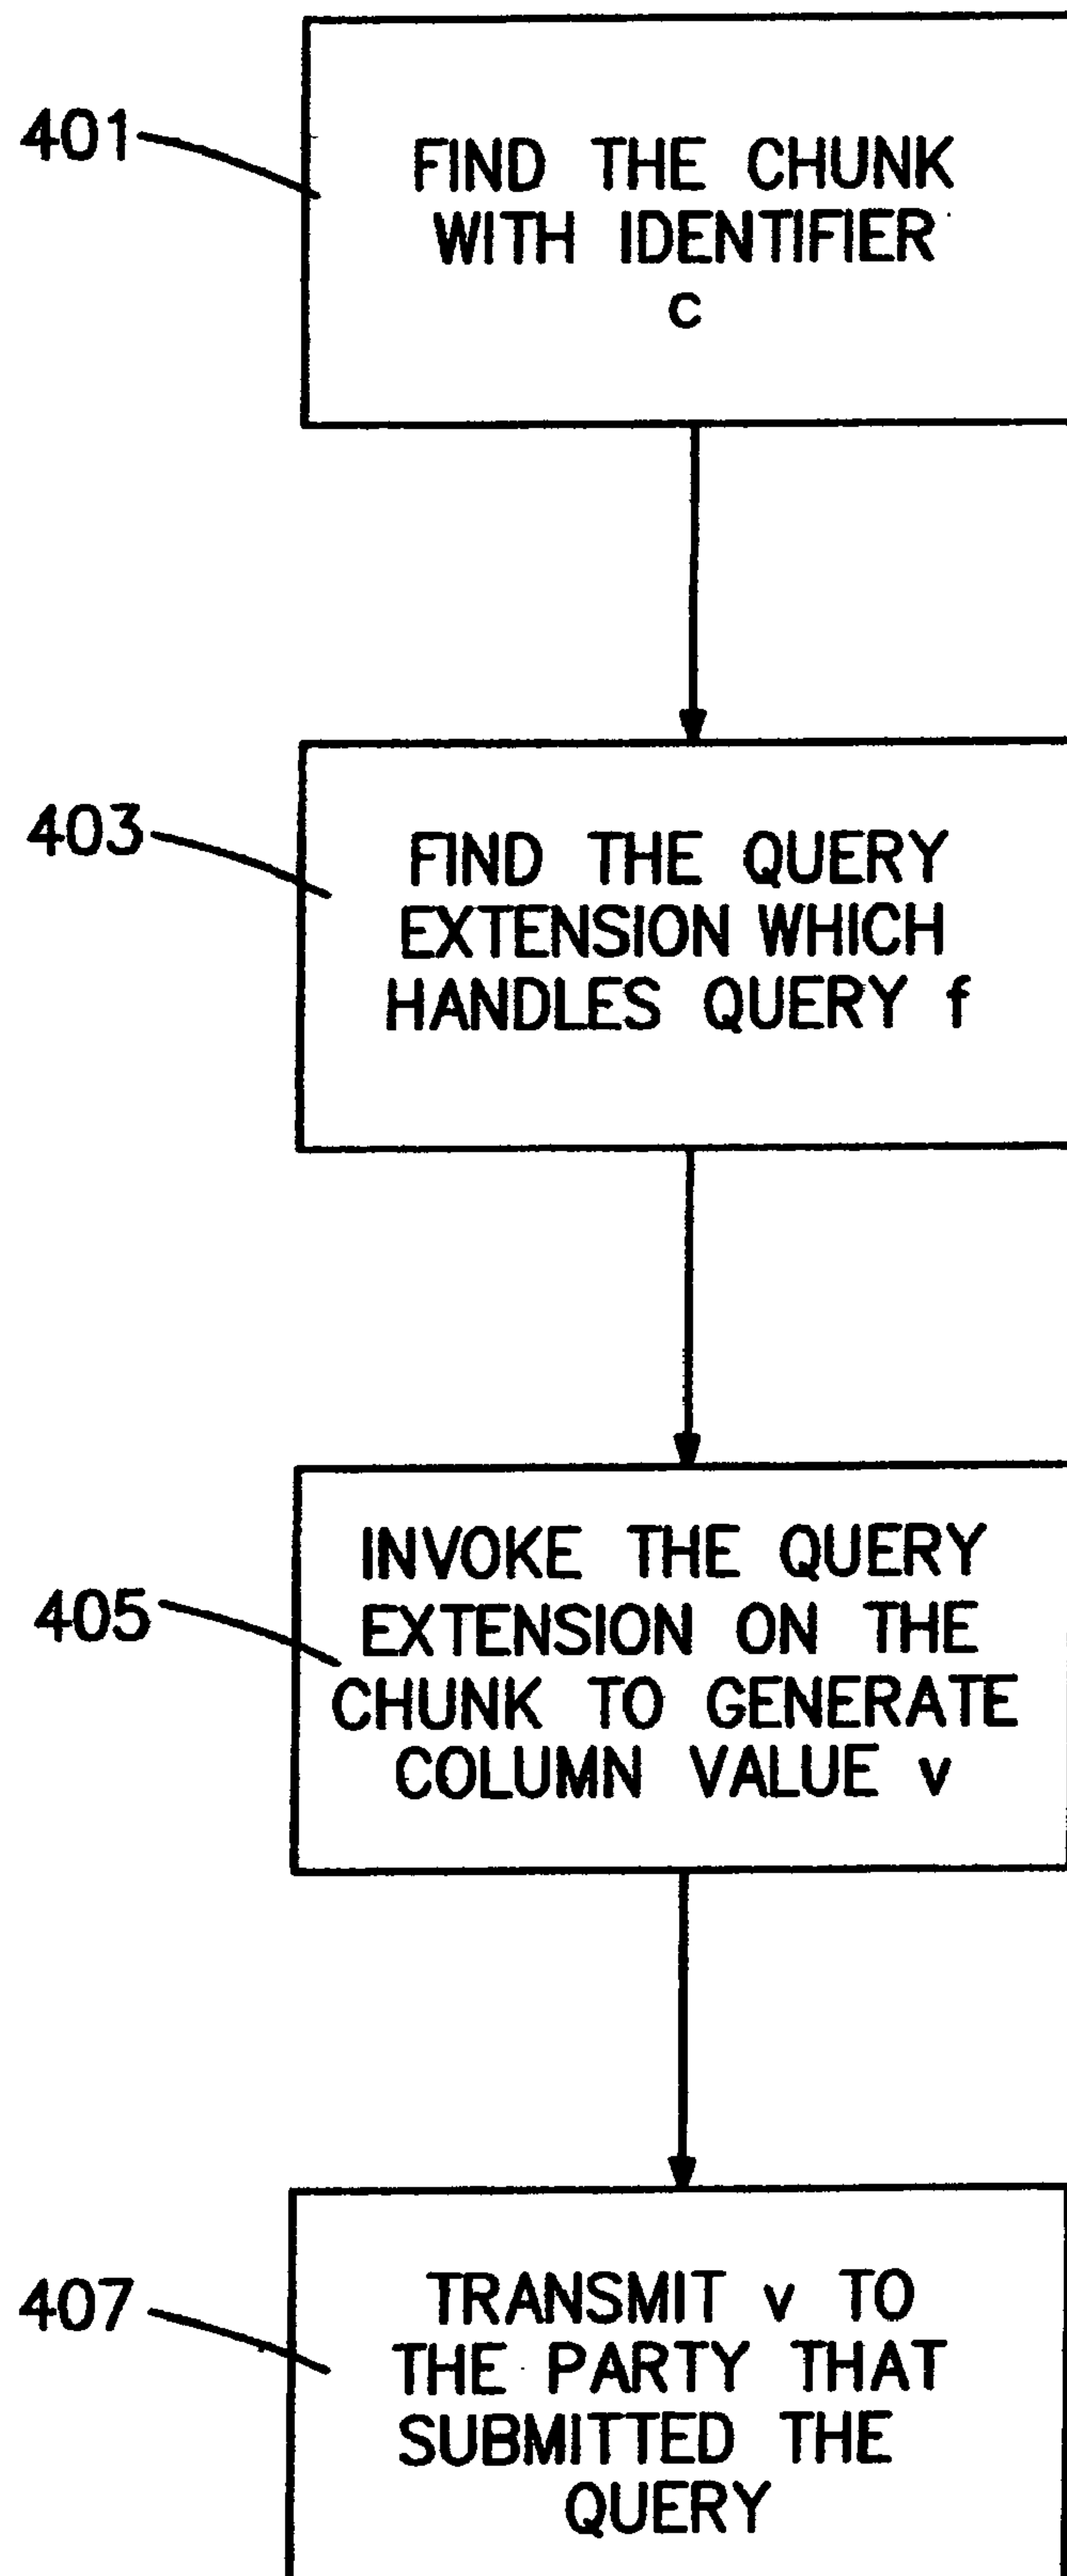 401
FIND THE CHUNK
WITH IDENTIFIER
c
403
FIND THE QUERY
EXTENSION WHICH
HANDLES QUERY f
405
INVOKE THE QUERY
EXTENSION ON THE
CHUNK TO GENERATE
COLUMN VALUE v
407
TRANSMIT v TO
THE PARTY THAT
SUBMITTED THE
QUERY